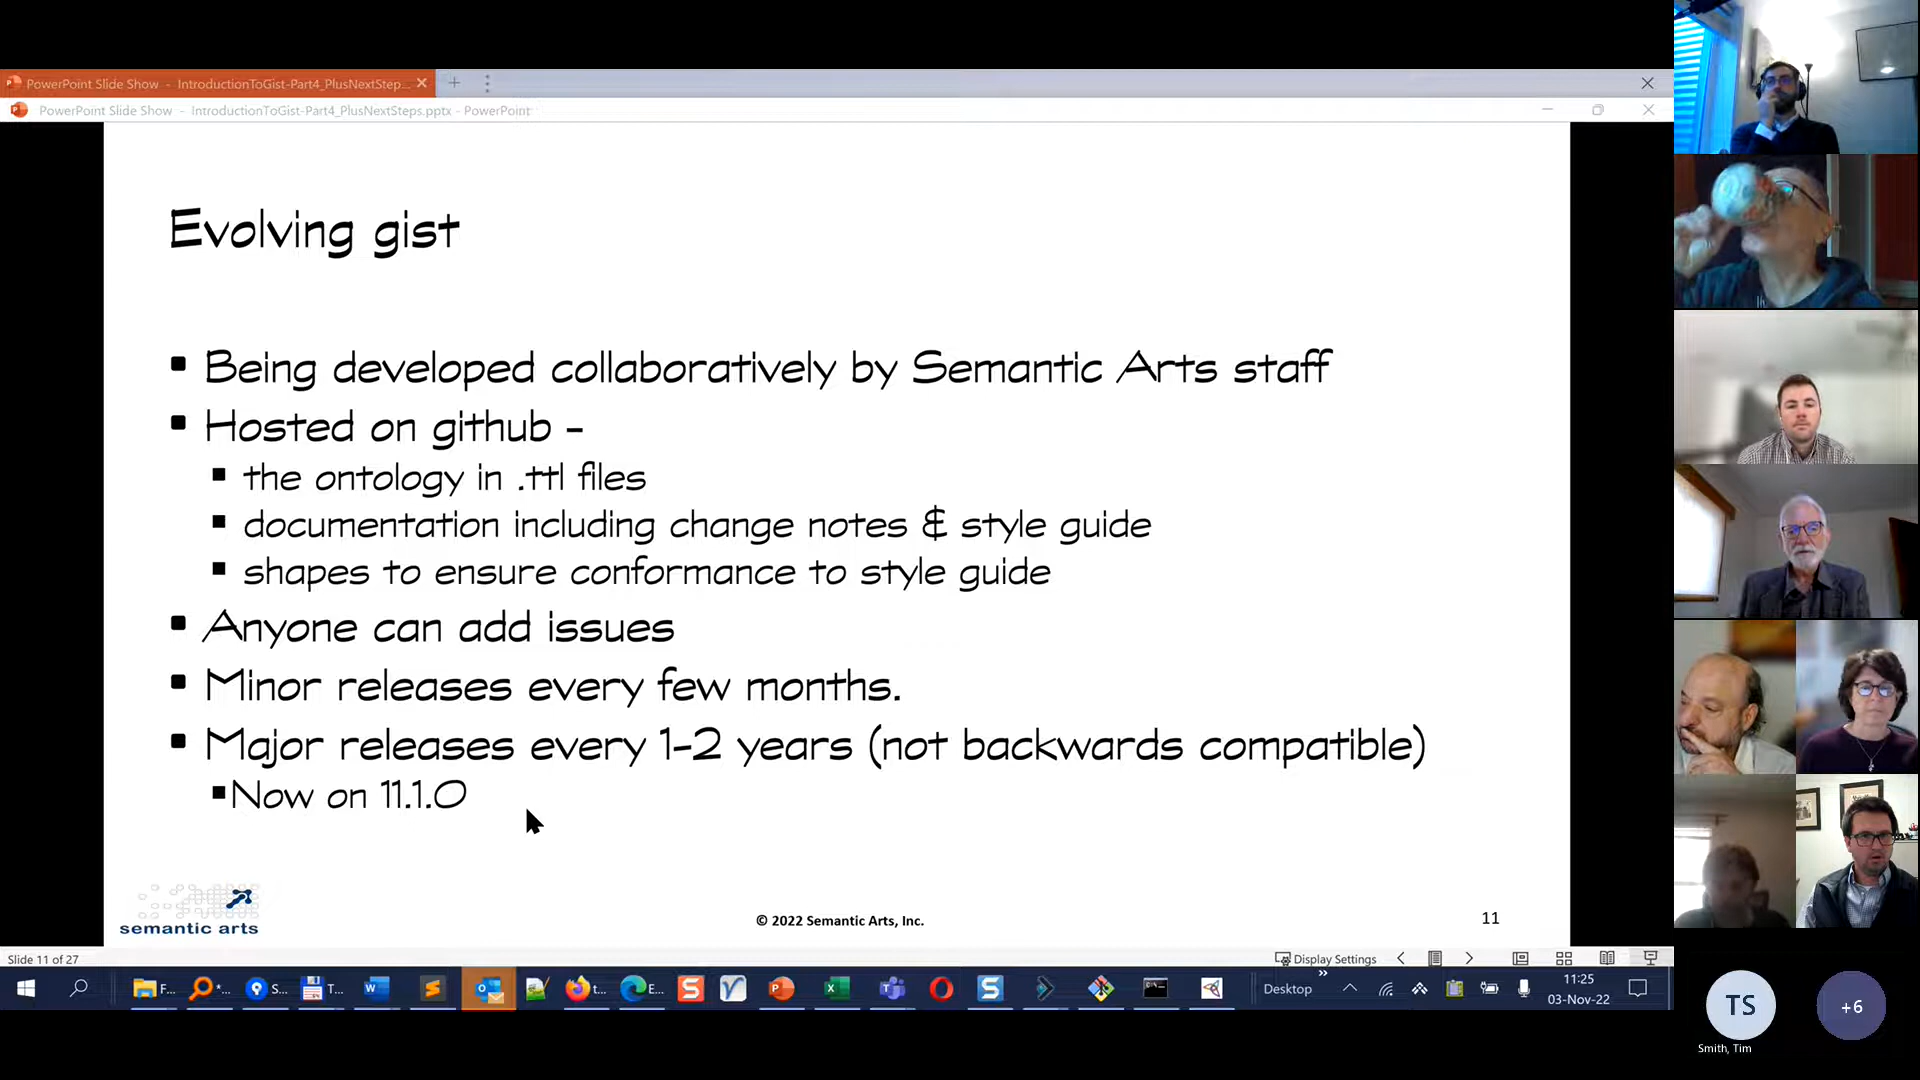 PowerPoint Slide Show - IntroductionToGist-Part4_PlusNextStep...
PowerPoint Slide Show - IntroductionToGist-Part4_PlusNextSteps.pptx - PowerPoint
Evolving gist
▪ Being developed collaboratively by Semantic Arts staff
▪ Hosted on github –
▪ the ontology in .ttl files
▪ documentation including change notes & style guide
▪ shapes to ensure conformance to style guide
▪ Anyone can add issues
▪ Minor releases every few months.
▪ Major releases every 1-2 years (not backwards compatible)
▪Now on 11.1.0
semantic arts
© 2022 Semantic Arts, Inc.
11
Slide 11 of 27
Display Settings
F...
*...
S...
T...
t...
E...
Desktop
11:25
03-Nov-22
TS
+6
Smith, Tim